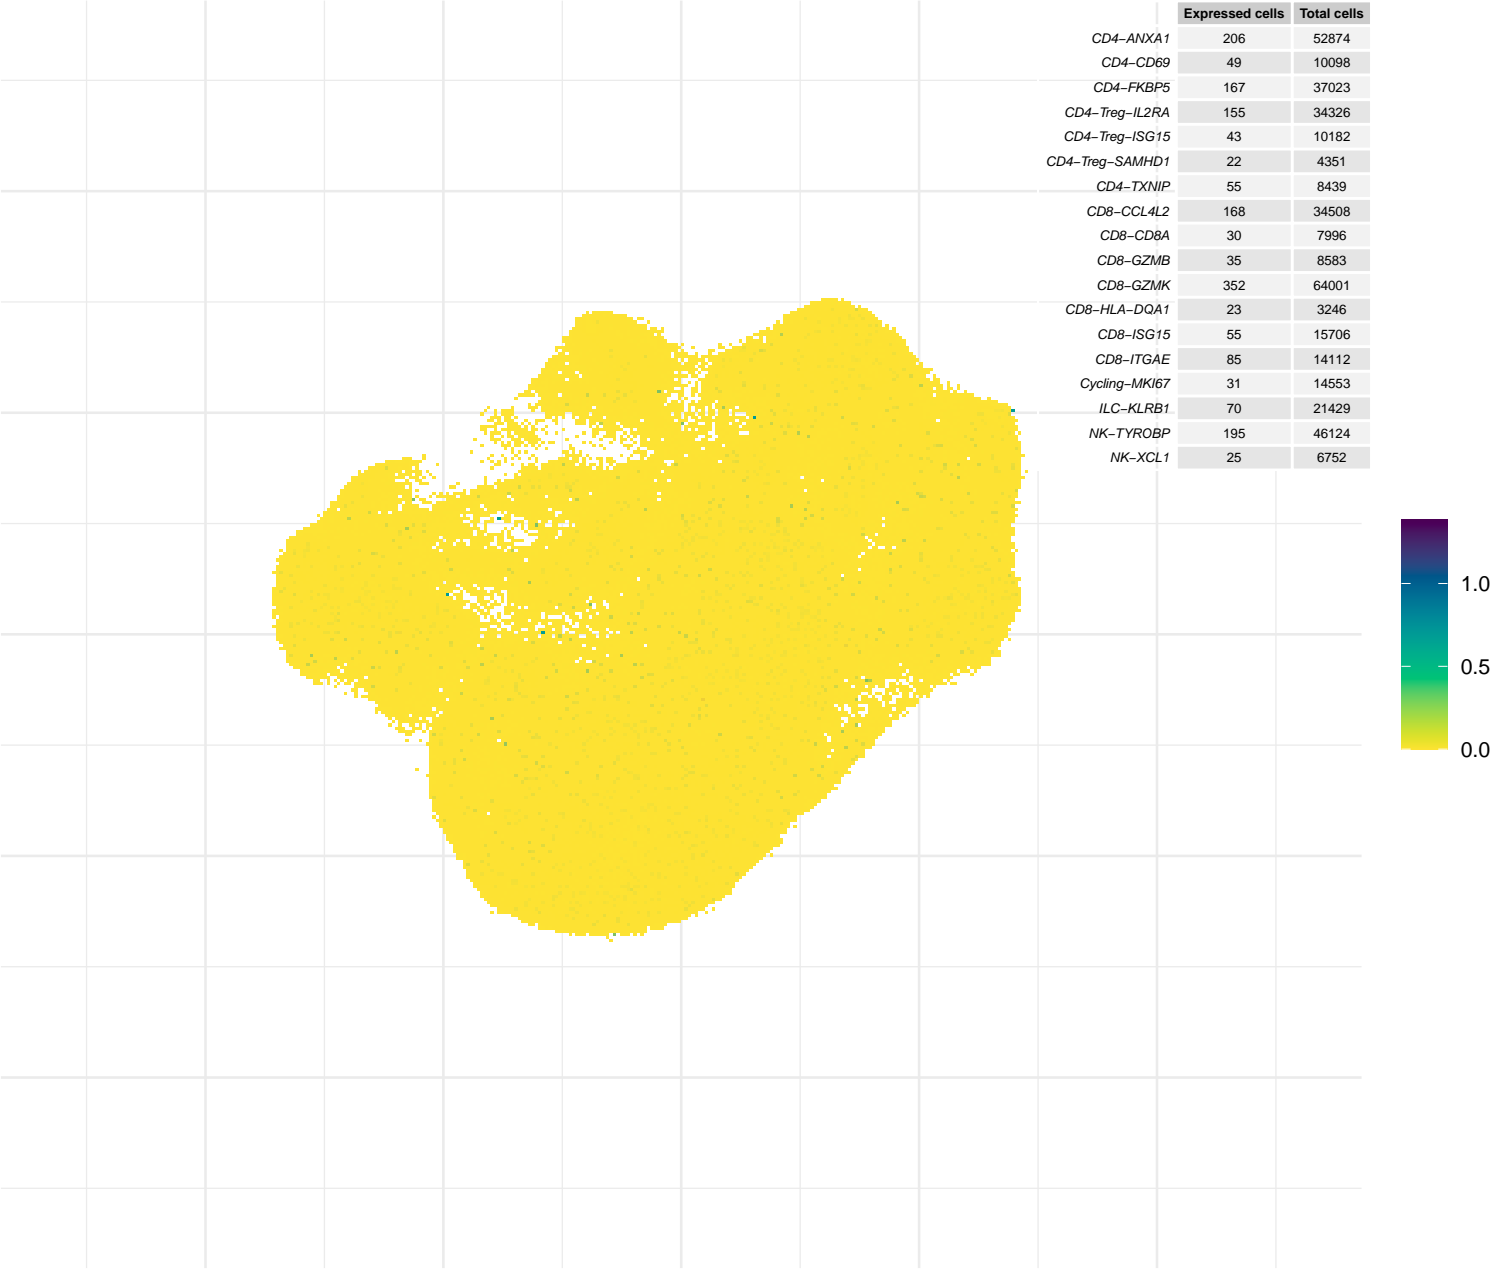 Expressed cells Total cells
CD4−ANXA1 206 52874
CD4−CD69 49 10098
CD4−FKBP5 167 37023
CD4−Treg−IL2RA 155 34326
CD4−Treg−ISG15 43 10182
CD4−Treg−SAMHD1 22 4351
CD4−TXNIP 55 8439
CD8−CCL4L2 168 34508
CD8−CD8A 30 7996
CD8−GZMB 35 8583
CD8−GZMK 352 64001
CD8−HLA−DQA1 23 3246
CD8−ISG15 55 15706
CD8−ITGAE 85 14112
Cycling−MKI67 31 14553
ILC−KLRB1 70 21429
NK−TYROBP 195 46124
NK−XCL1 25 6752
1.0
0.5
0.0